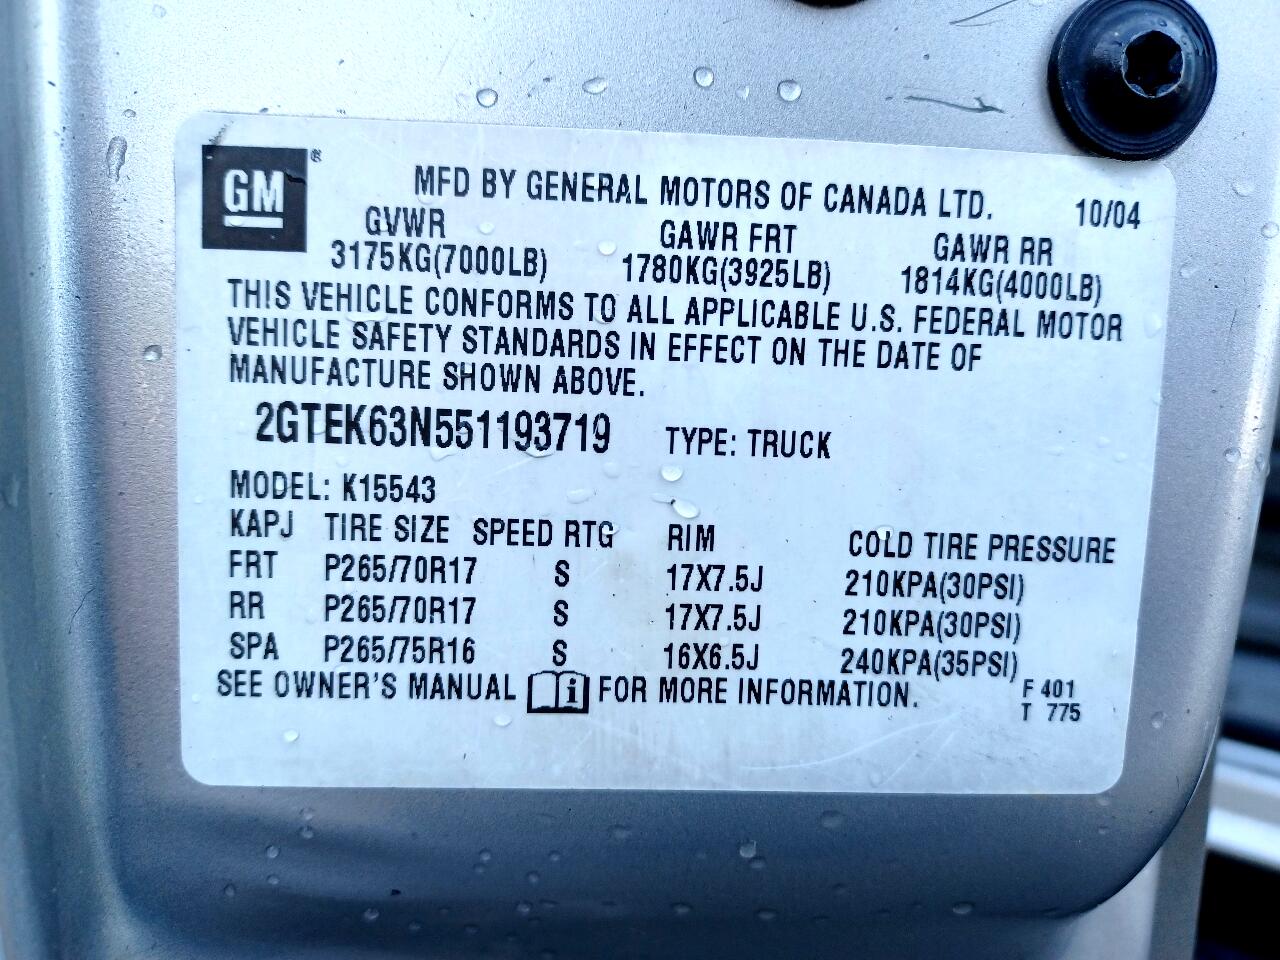 GM ®
MFD BY GENERAL MOTORS OF CANADA LTD. 10/04
GVWR GAWR FRT GAWR RR
3175KG(7000LB) 1780KG(3925LB) 1814KG(4000LB)
THIS VEHICLE CONFORMS TO ALL APPLICABLE U.S. FEDERAL MOTOR
VEHICLE SAFETY STANDARDS IN EFFECT ON THE DATE OF
MANUFACTURE SHOWN ABOVE.
2GTEK63N551193719 TYPE: TRUCK
MODEL: K15543
KAPJ TIRE SIZE SPEED RTG RIM COLD TIRE PRESSURE
FRT P265/70R17 S 17X7.5J 210KPA(30PSI)
RR P265/70R17 S 17X7.5J 210KPA(30PSI)
SPA P265/75R16 S 16X6.5J 240KPA(35PSI)
SEE OWNER'S MANUAL i FOR MORE INFORMATION. F 401
T 775